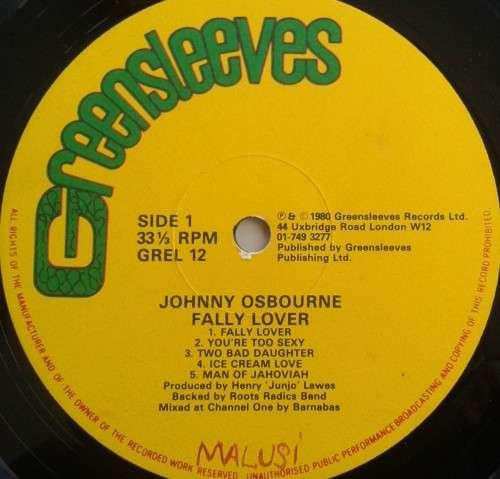 Greensleeves
SIDE 1
33⅓ RPM
GREL 12
℗ & © 1980 Greensleeves Records Ltd.
44 Uxbridge Road London W12
01-749 3277
Published by Greensleeves
Publishing Ltd.
JOHNNY OSBOURNE
FALLY LOVER
1. FALLY LOVER
2. YOU'RE TOO SEXY
3. TWO BAD DAUGHTER
4. ICE CREAM LOVE
5. MAN OF JAHOVIAH
Produced by Henry 'Junjo' Lawes
Backed by Roots Radics Band
Mixed at Channel One by Barnabas
MALUSi
ALL RIGHTS OF THE MANUFACTURER AND OF THE OWNER OF THE RECORDED WORK RESERVED - UNAUTHORISED PUBLIC PERFORMANCE BROADCASTING AND COPYING OF THIS RECORD PROHIBITED